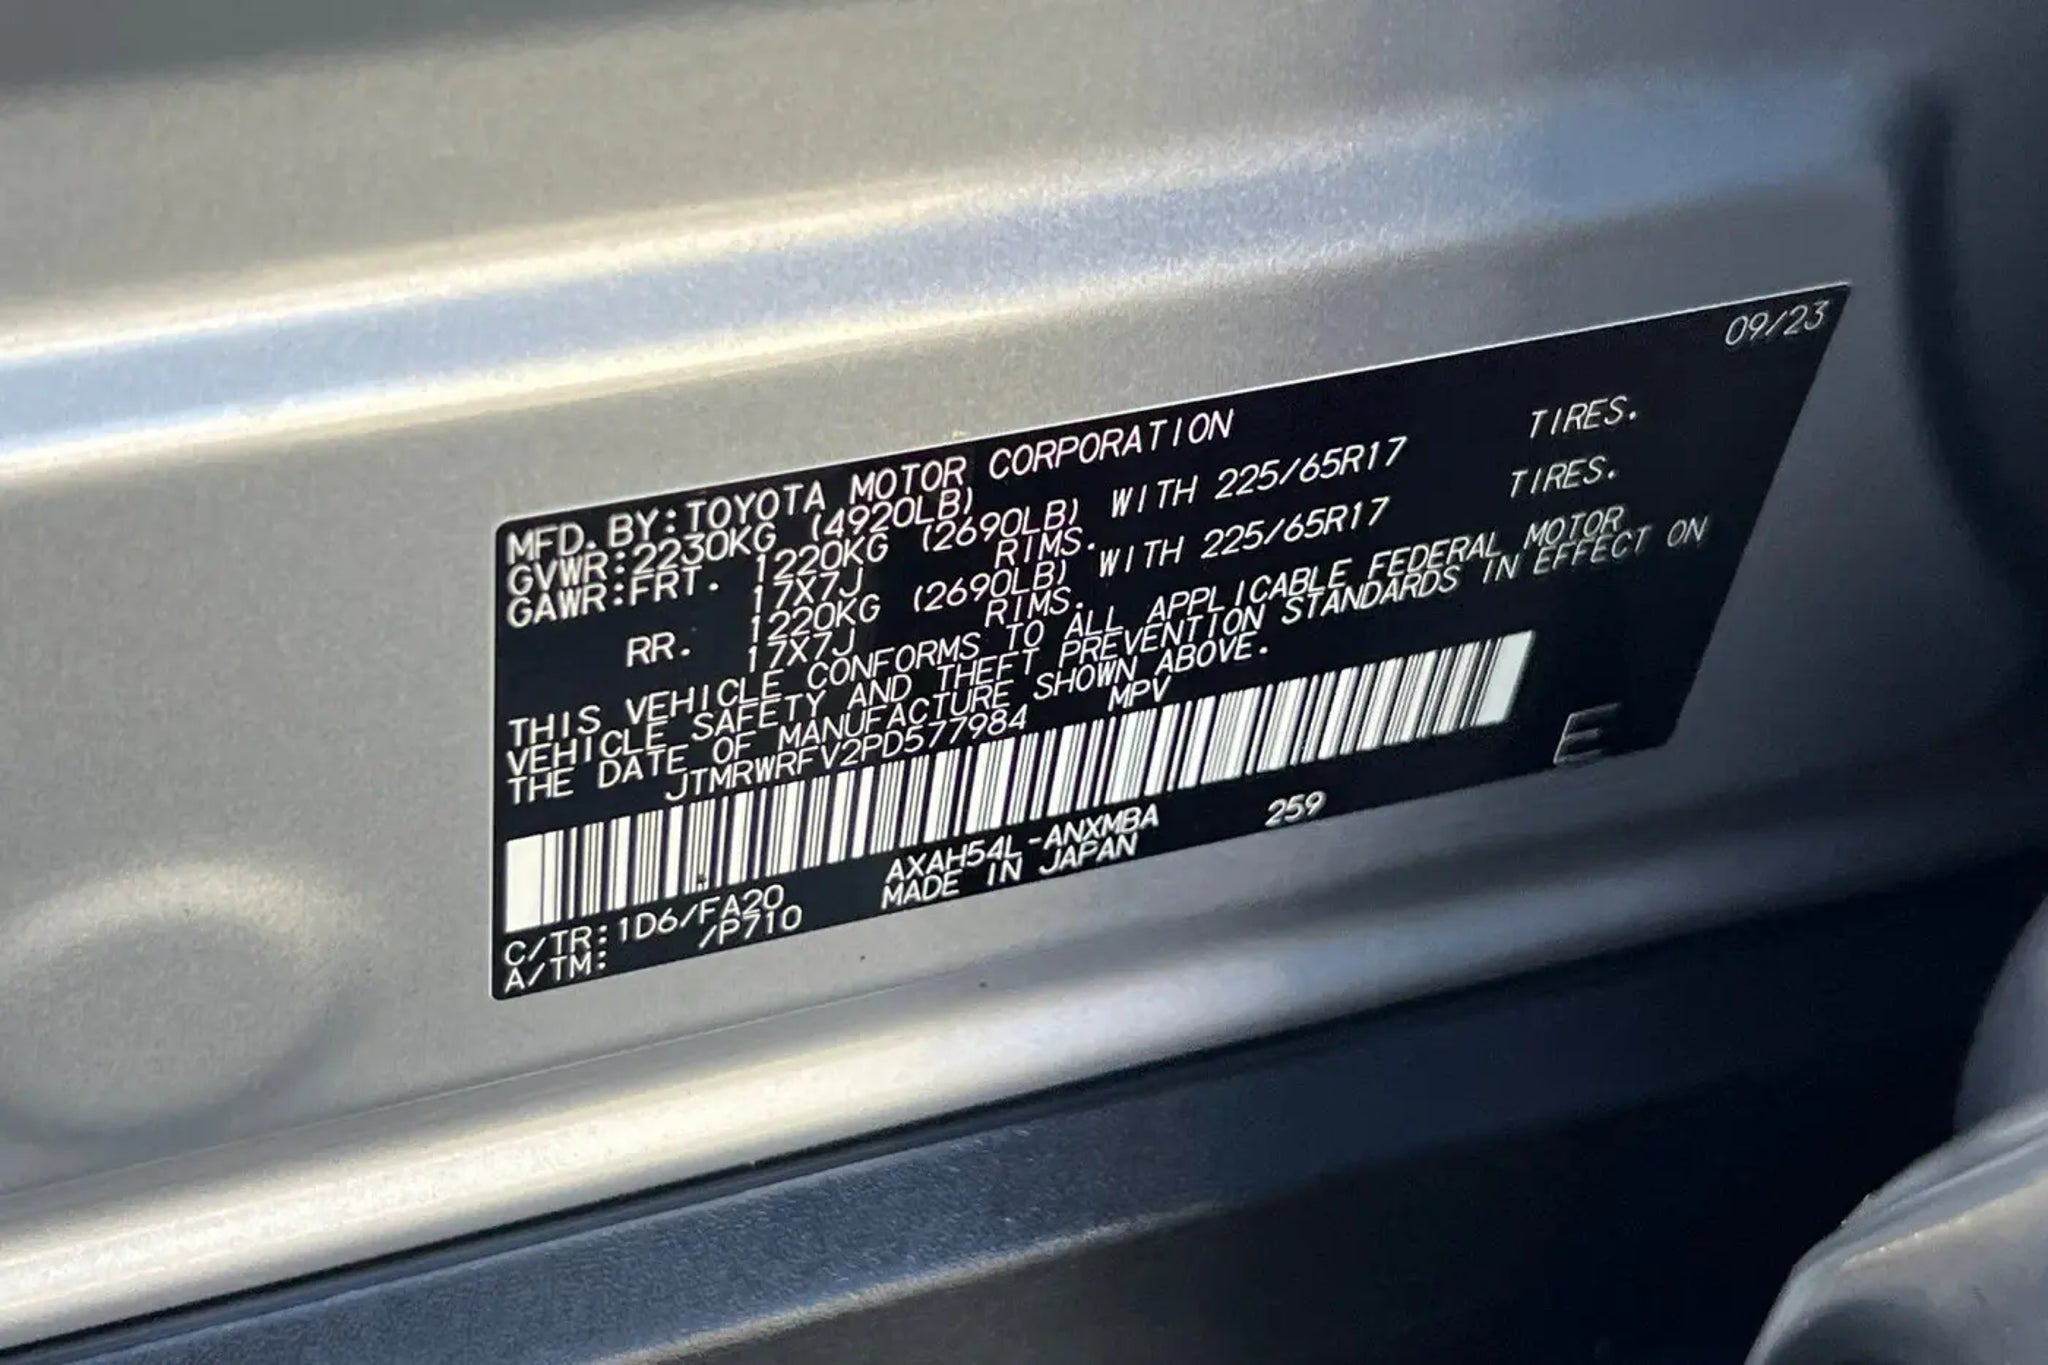 09/23
MFD. BY: TOYOTA MOTOR CORPORATION
GVWR: 2230KG (4920LB)
GAWR: FRT. 1220KG (2690LB) WITH 225/65R17 TIRES.
17X7J RIMS.
RR. 1220KG (2690LB) WITH 225/65R17 TIRES.
17X7J RIMS.
THIS VEHICLE CONFORMS TO ALL APPLICABLE FEDERAL MOTOR
VEHICLE SAFETY AND THEFT PREVENTION STANDARDS IN EFFECT ON
THE DATE OF MANUFACTURE SHOWN ABOVE.
JTMRWRFV2PD577984 MPV
E
AXAH54L-ANXMBA 259
C/TR: 1D6/FA20 MADE IN JAPAN
A/TM: /P710